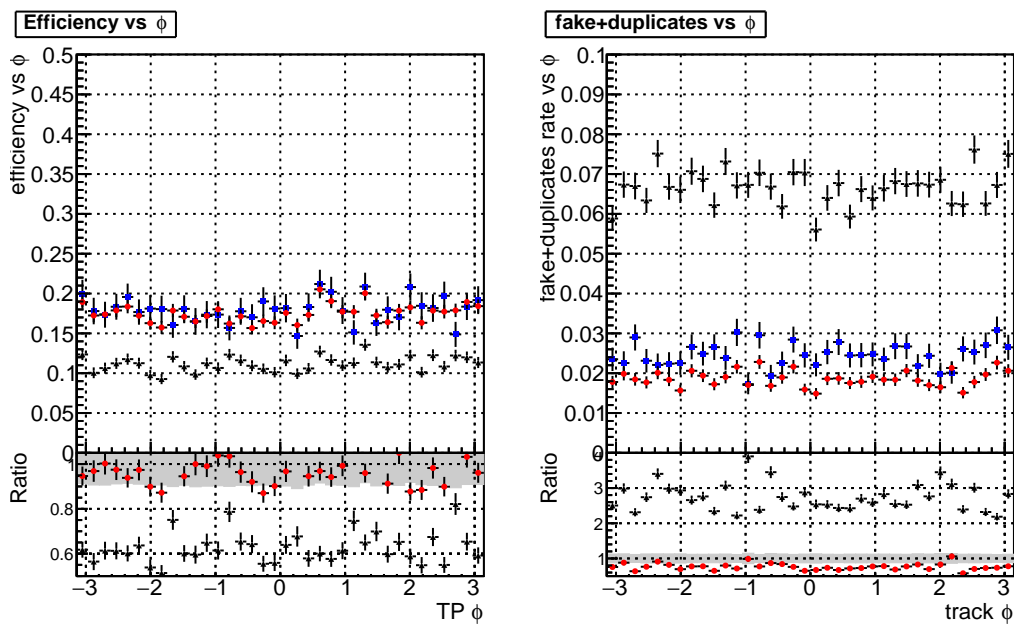 Efficiency vs ϕ
efficiency vs ϕ
0.5
0.45
0.4
0.35
0.3
0.25
0.2
0.15
0.1
0.05
0
Ratio
0.8
0.6
−3 −2 −1 0 1 2 3
TP ϕ
fake+duplicates vs ϕ
fake+duplicates rate vs ϕ
0.1
0.09
0.08
0.07
0.06
0.05
0.04
0.03
0.02
0.01
Ratio
3
2
1
−3 −2 −1 0 1 2 3
track ϕ